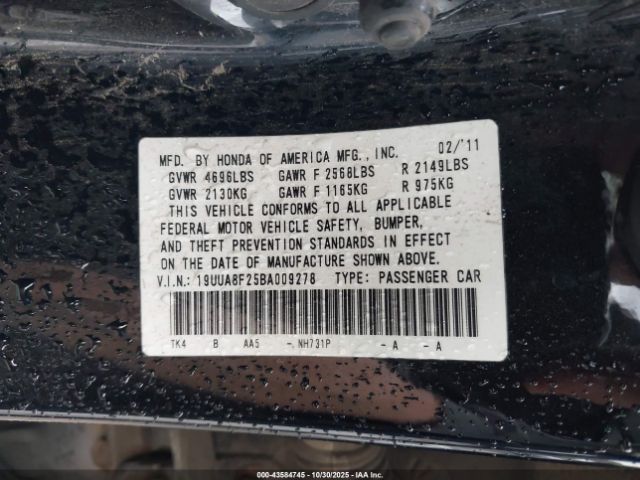 MFD. BY HONDA OF AMERICA MFG., INC. 02/'11
GVWR 4696LBS GAWR F 2568LBS R 2149LBS
GVWR 2130KG GAWR F 1165KG R 975KG
THIS VEHICLE CONFORMS TO ALL APPLICABLE
FEDERAL MOTOR VEHICLE SAFETY, BUMPER,
AND THEFT PREVENTION STANDARDS IN EFFECT
ON THE DATE OF MANUFACTURE SHOWN ABOVE.
V.I.N.: 19UUA8F25BA009278 TYPE: PASSENGER CAR
TK4 B AA5 -. NH731P - A - A
000-43584745 - 10/30/2025 - IAA Inc.